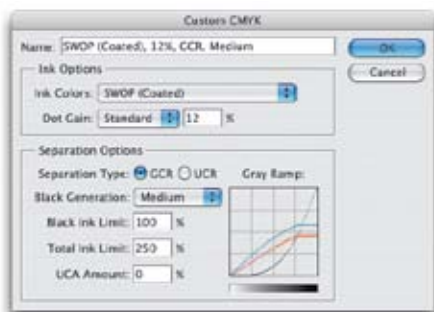 Custom CMYK
Name: SWOP (Coated), 12%, GCR, Medium
OK
Cancel
Ink Options
Ink Colors: SWOP (Coated)
Dot Gain: Standard 12 %
Separation Options
Separation Type: GCR UCR Gray Ramp:
Black Generation: Medium
Black Ink Limit: 100 %
Total Ink Limit: 250 %
UCA Amount: 0 %